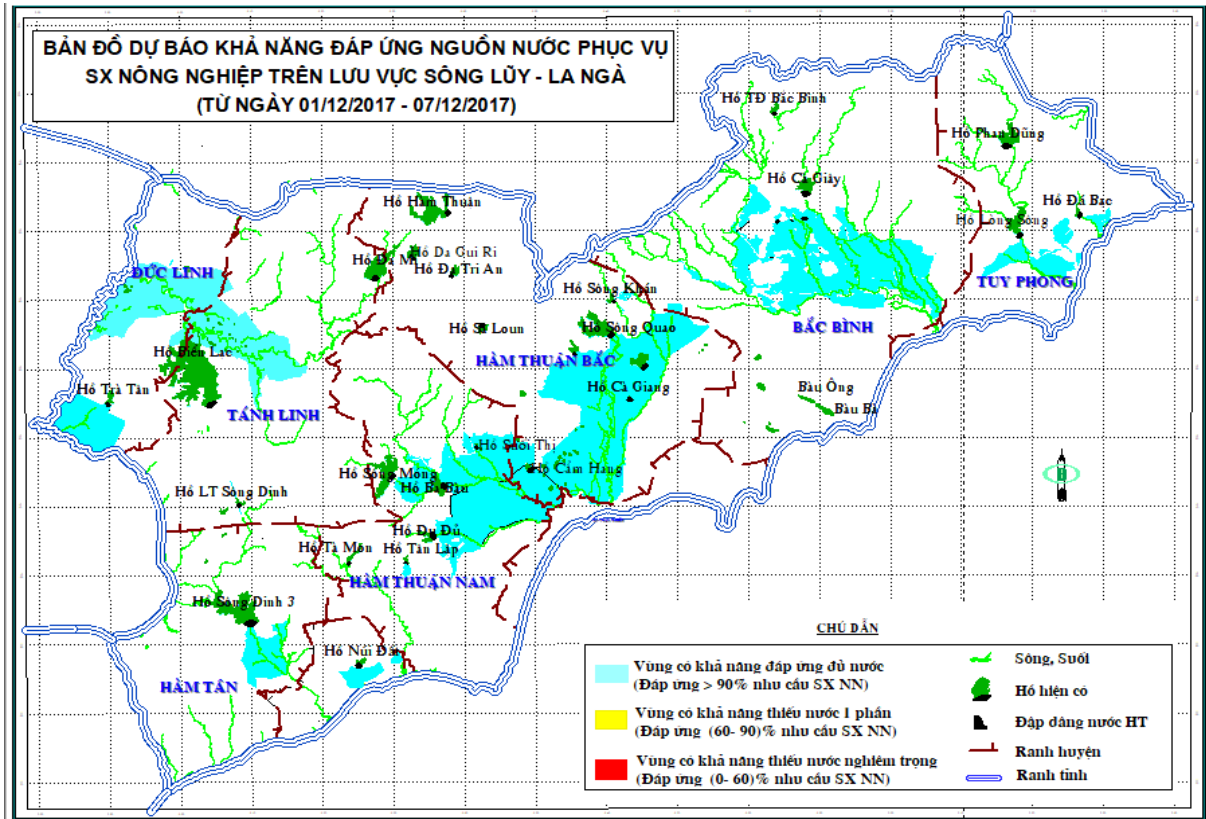 BẢN ĐỒ DỰ BÁO KHẢ NĂNG ĐÁP ỨNG NGUỒN NƯỚC PHỤC VỤ
SX NÔNG NGHIỆP TRÊN LƯU VỰC SÔNG LŨY - LA NGÀ
(TỪ NGÀY 01/12/2017 - 07/12/2017)
Hồ TĐ Bắc Bình
Hồ Phan Dũng
Hồ Cà Giây
Hồ Hàm Thuận
Hồ Đá Bạc
Hồ Lòng Sông
Hồ Da Gui Ri
Hồ Đa Mi
Hồ Đa Tri An
ĐỨC LINH
TUY PHONG
Hồ Sông Khán
Hồ S Loun
Hồ Sông Quao
BẮC BÌNH
Hồ Biển Lạc
HÀM THUẬN BẮC
Hồ Trà Tân
Hồ Cà Giang
Bàu Ông
Bàu Bà
TÁNH LINH
Hồ Suối Thị
Hồ Sông Móng
Hồ Cẩm Hang
Hồ Ba Bàu
Hồ LT Sông Dinh
Hồ Đu Đủ
Hồ Tà Mon
Hồ Tân Lập
HÀM THUẬN NAM
Hồ Sông Dinh 3
Hồ Núi Đất
HÀM TÂN
CHÚ DẪN
Vùng có khả năng đáp ứng đủ nước
(Đáp ứng > 90% nhu cầu SX NN)
Vùng có khả năng thiếu nước 1 phần
(Đáp ứng (60- 90)% nhu cầu SX NN)
Vùng có khả năng thiếu nước nghiêm trọng
(Đáp ứng (0- 60)% nhu cầu SX NN)
Sông, Suối
Hồ hiện có
Đập dâng nước HT
Ranh huyện
Ranh tỉnh